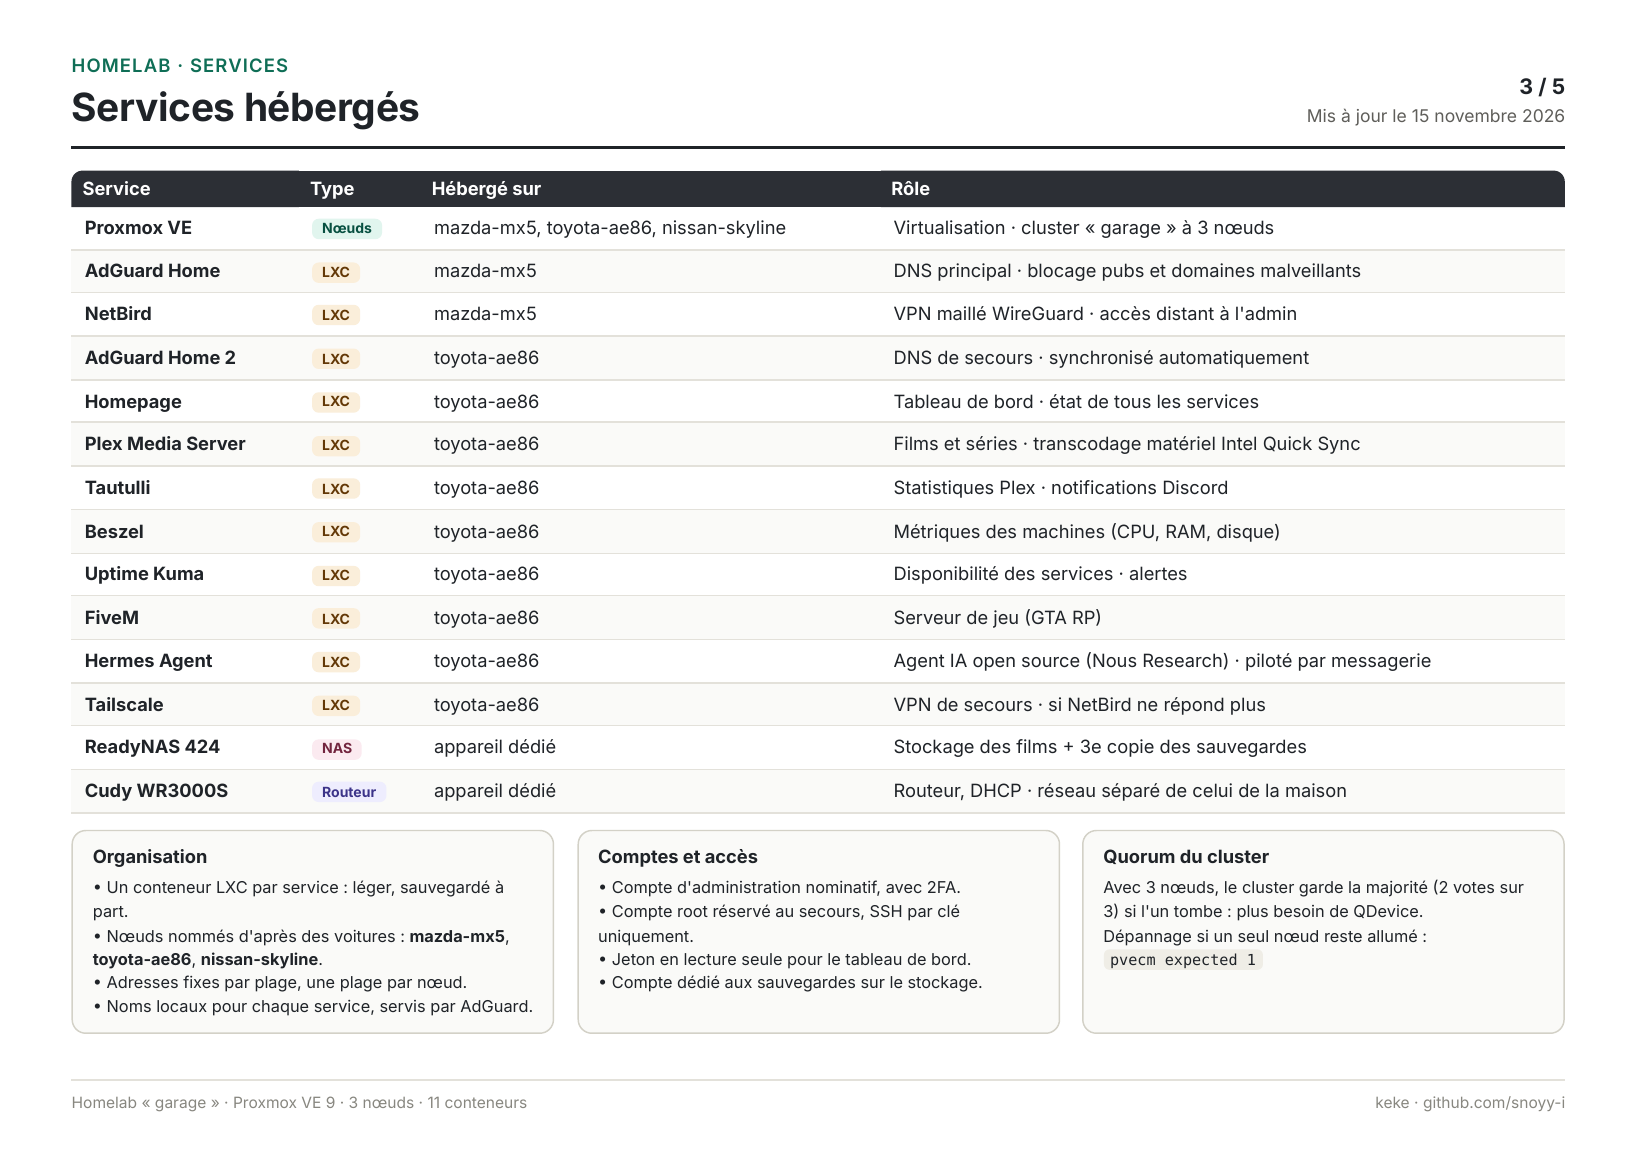 HOMELAB · SERVICES
Services hébergés
3 / 5
Mis à jour le 15 novembre 2026
Service Type Hébergé sur Rôle
Proxmox VE Nœuds mazda-mx5, toyota-ae86, nissan-skyline Virtualisation · cluster « garage » à 3 nœuds
AdGuard Home LXC mazda-mx5 DNS principal · blocage pubs et domaines malveillants
NetBird LXC mazda-mx5 VPN maillé WireGuard · accès distant à l'admin
AdGuard Home 2 LXC toyota-ae86 DNS de secours · synchronisé automatiquement
Homepage LXC toyota-ae86 Tableau de bord · état de tous les services
Plex Media Server LXC toyota-ae86 Films et séries · transcodage matériel Intel Quick Sync
Tautulli LXC toyota-ae86 Statistiques Plex · notifications Discord
Beszel LXC toyota-ae86 Métriques des machines (CPU, RAM, disque)
Uptime Kuma LXC toyota-ae86 Disponibilité des services · alertes
FiveM LXC toyota-ae86 Serveur de jeu (GTA RP)
Hermes Agent LXC toyota-ae86 Agent IA open source (Nous Research) · piloté par messagerie
Tailscale LXC toyota-ae86 VPN de secours · si NetBird ne répond plus
ReadyNAS 424 NAS appareil dédié Stockage des films + 3e copie des sauvegardes
Cudy WR3000S Routeur appareil dédié Routeur, DHCP · réseau séparé de celui de la maison
Organisation
• Un conteneur LXC par service : léger, sauvegardé à
part.
• Nœuds nommés d'après des voitures : mazda-mx5,
toyota-ae86, nissan-skyline.
• Adresses fixes par plage, une plage par nœud.
• Noms locaux pour chaque service, servis par AdGuard.
Comptes et accès
• Compte d'administration nominatif, avec 2FA.
• Compte root réservé au secours, SSH par clé
uniquement.
• Jeton en lecture seule pour le tableau de bord.
• Compte dédié aux sauvegardes sur le stockage.
Quorum du cluster
Avec 3 nœuds, le cluster garde la majorité (2 votes sur
3) si l'un tombe : plus besoin de QDevice.
Dépannage si un seul nœud reste allumé :
pvecm expected 1
Homelab « garage » · Proxmox VE 9 · 3 nœuds · 11 conteneurs
keke · github.com/snoyy-i